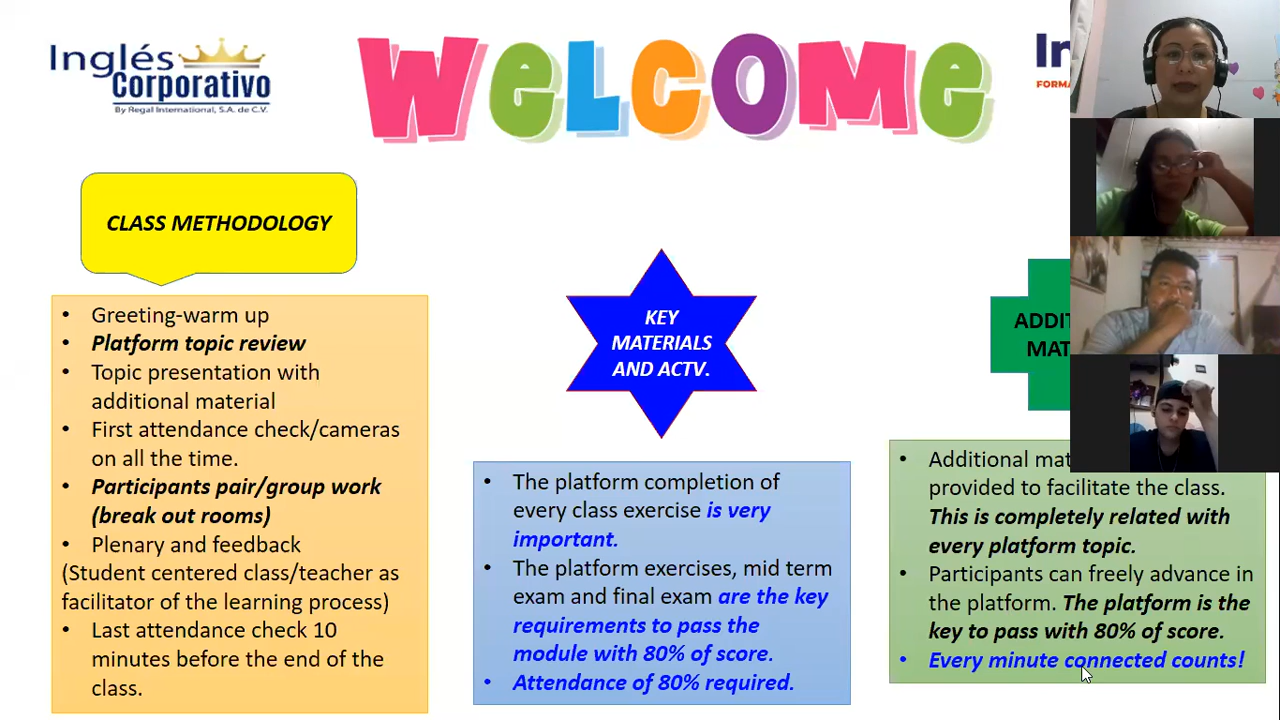 Inglés
Corporativo
By Regal International, S.A. de C.V.
WeLCOMe
In
FORMA
CLASS METHODOLOGY
• Greeting-warm up
• Platform topic review
• Topic presentation with
additional material
• First attendance check/cameras
on all the time.
• Participants pair/group work
(break out rooms)
• Plenary and feedback
(Student centered class/teacher as
facilitator of the learning process)
• Last attendance check 10
minutes before the end of the
class.
KEY
MATERIALS
AND ACTV.
• The platform completion of
every class exercise is very
important.
• The platform exercises, mid term
exam and final exam are the key
requirements to pass the
module with 80% of score.
• Attendance of 80% required.
ADDIT
MAT
• Additional mat
provided to facilitate the class.
This is completely related with
every platform topic.
• Participants can freely advance in
the platform. The platform is the
key to pass with 80% of score.
• Every minute connected counts!